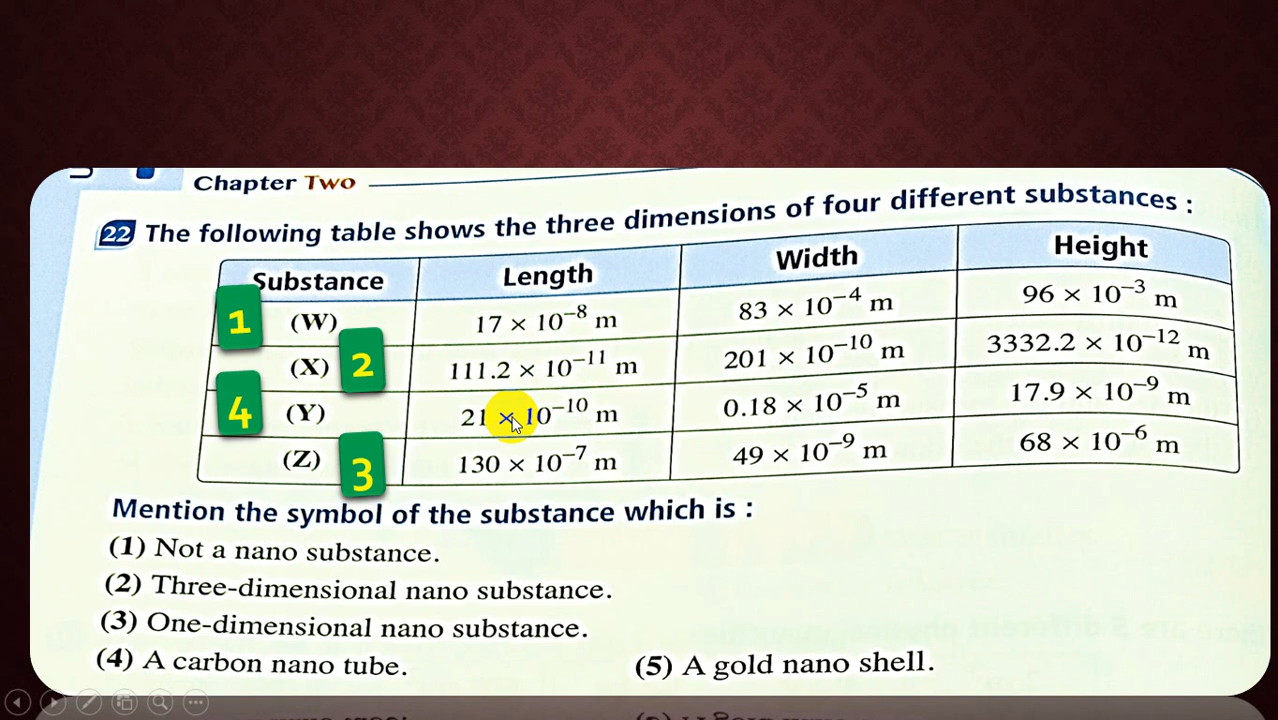 Chapter Two
22 The following table shows the three dimensions of four different substances :
Substance Length Width Height
1 (W) 17 × 10⁻⁸ m 83 × 10⁻⁴ m 96 × 10⁻³ m
(X) 2 111.2 × 10⁻¹¹ m 201 × 10⁻¹⁰ m 3332.2 × 10⁻¹² m
4 (Y) 21 × 10⁻¹⁰ m 0.18 × 10⁻⁵ m 17.9 × 10⁻⁹ m
(Z) 3 130 × 10⁻⁷ m 49 × 10⁻⁹ m 68 × 10⁻⁶ m
Mention the symbol of the substance which is :
(1) Not a nano substance.
(2) Three-dimensional nano substance.
(3) One-dimensional nano substance.
(4) A carbon nano tube. (5) A gold nano shell.